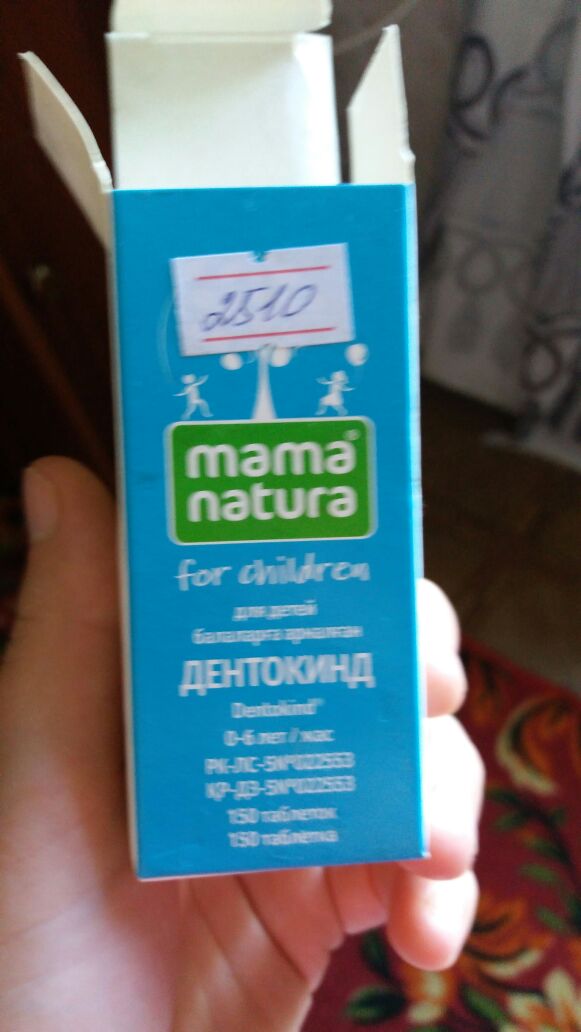 2510
mama
natura
for children
для детей
балаларға арналған
ДЕНТОКИНД
Dentokind®
0-6 лет / жас
РК-ЛС-5№022553
ҚР-ДЗ-5№022553
150 таблеток
150 таблетка